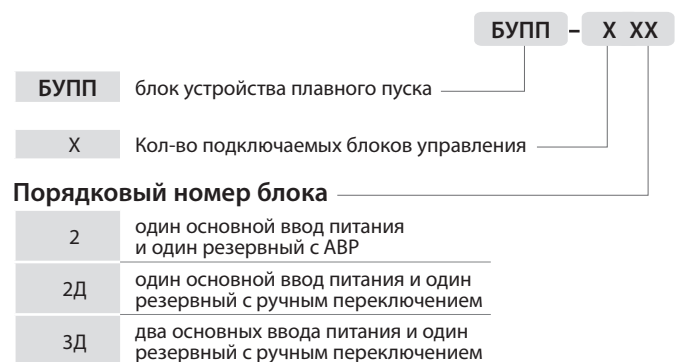 БУПП – X XX
БУПП блок устройства плавного пуска
X Кол-во подключаемых блоков управления
Порядковый номер блока
2 один основной ввод питания
и один резервный с АВР
2Д один основной ввод питания и один
резервный с ручным переключением
3Д два основных ввода питания и один
резервный с ручным переключением